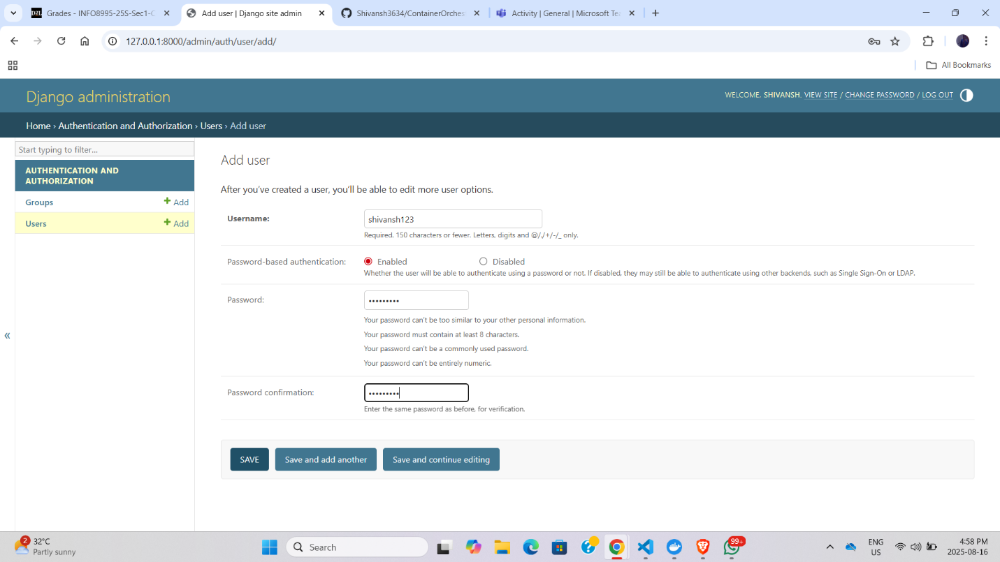 Grades - INFO8995-25S-Sec1-C
Add user | Django site admin
Shivansh3634/ContainerOrches
Activity | General | Microsoft Te
127.0.0.1:8000/admin/auth/user/add/
All Bookmarks
Django administration
WELCOME, SHIVANSH. VIEW SITE / CHANGE PASSWORD / LOG OUT
Home › Authentication and Authorization › Users › Add user
Start typing to filter...
AUTHENTICATION AND
AUTHORIZATION
Groups
Add
Users
Add
Add user
After you’ve created a user, you’ll be able to edit more user options.
Username:
shivansh123
Required. 150 characters or fewer. Letters, digits and @/./+/-/_ only.
Password-based authentication:
Enabled
Disabled
Whether the user will be able to authenticate using a password or not. If disabled, they may still be able to authenticate using other backends, such as Single Sign-On or LDAP.
Password:
•••••••••
Your password can’t be too similar to your other personal information.
Your password must contain at least 8 characters.
Your password can’t be a commonly used password.
Your password can’t be entirely numeric.
Password confirmation:
•••••••••
Enter the same password as before, for verification.
SAVE
Save and add another
Save and continue editing
2
32°C
Partly sunny
Search
99+
ENG
US
4:58 PM
2025-08-16